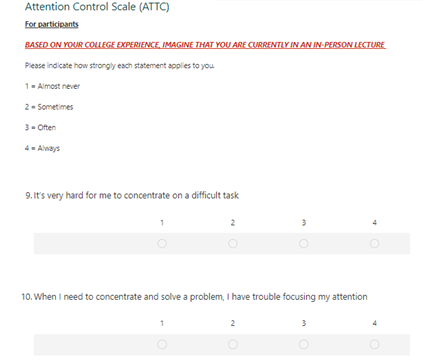 Attention Control Scale (ATTC)
For participants
BASED ON YOUR COLLEGE EXPERIENCE, IMAGINE THAT YOU ARE CURRENTLY IN AN IN-PERSON LECTURE
Please indicate how strongly each statement applies to you.
1 = Almost never
2 = Sometimes
3 = Often
4 = Always
9. It's very hard for me to concentrate on a difficult task
1 2 3 4
10. When I need to concentrate and solve a problem, I have trouble focusing my attention
1 2 3 4